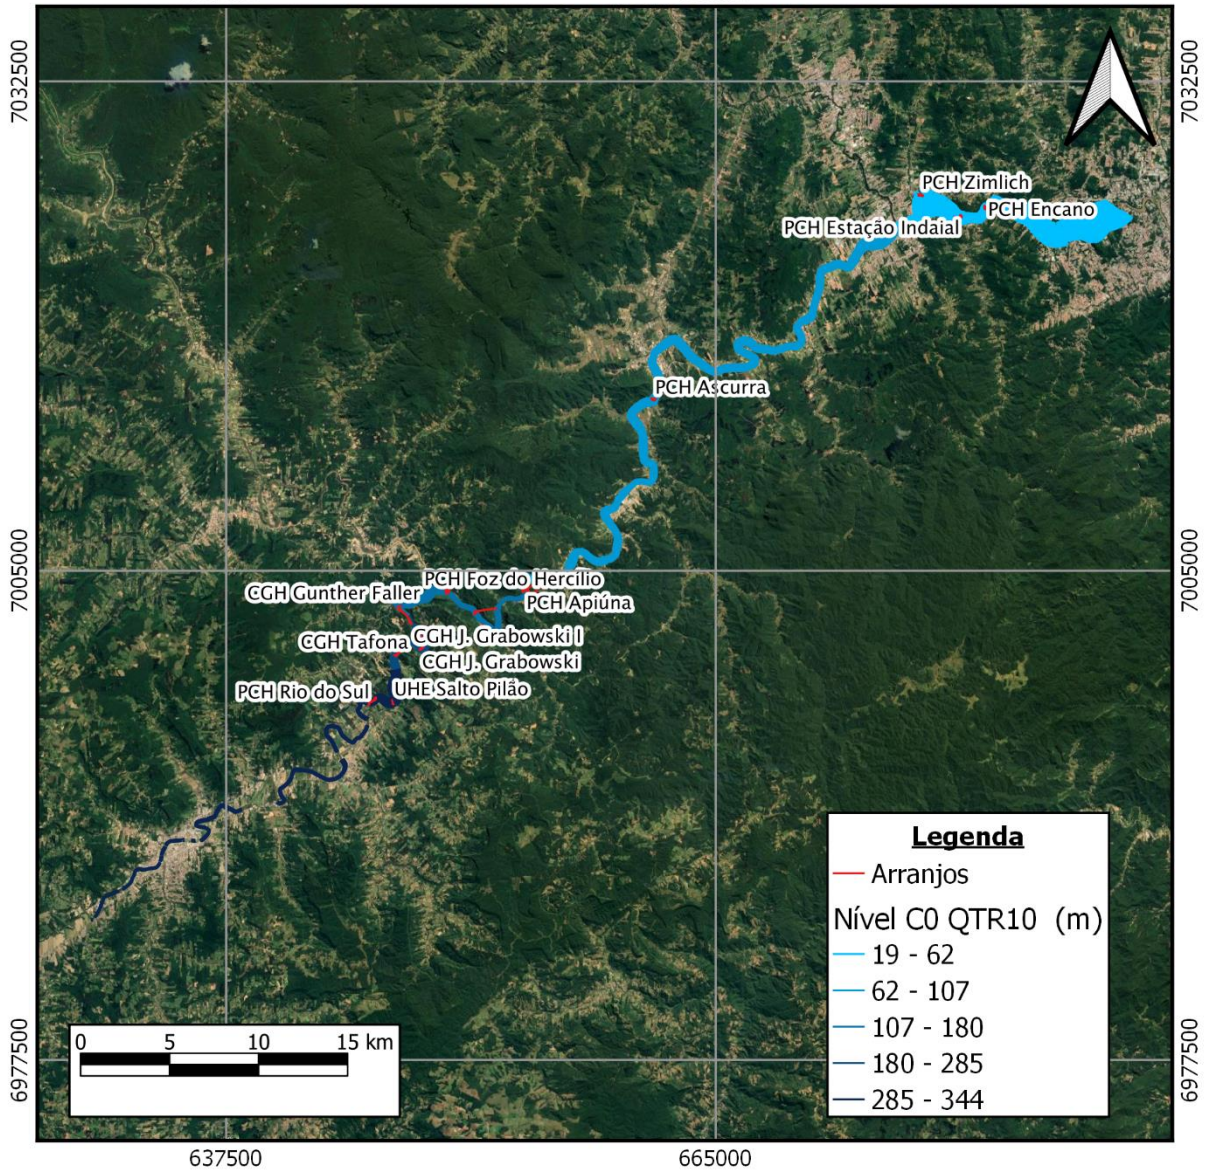 7032500
7032500
PCH Zimlich
PCH Encano
PCH Estação Indaial
PCH Ascurra
7005000
7005000
PCH Foz do Hercílio
CGH Gunther Faller
PCH Apiúna
CGH J. Grabowski I
CGH Tafona
CGH J. Grabowski
PCH Rio do Sul
UHE Salto Pilão
Legenda
Arranjos
Nível C0 QTR10 (m)
19 - 62
62 - 107
107 - 180
180 - 285
285 - 344
0 5 10 15 km
6977500
6977500
637500
665000